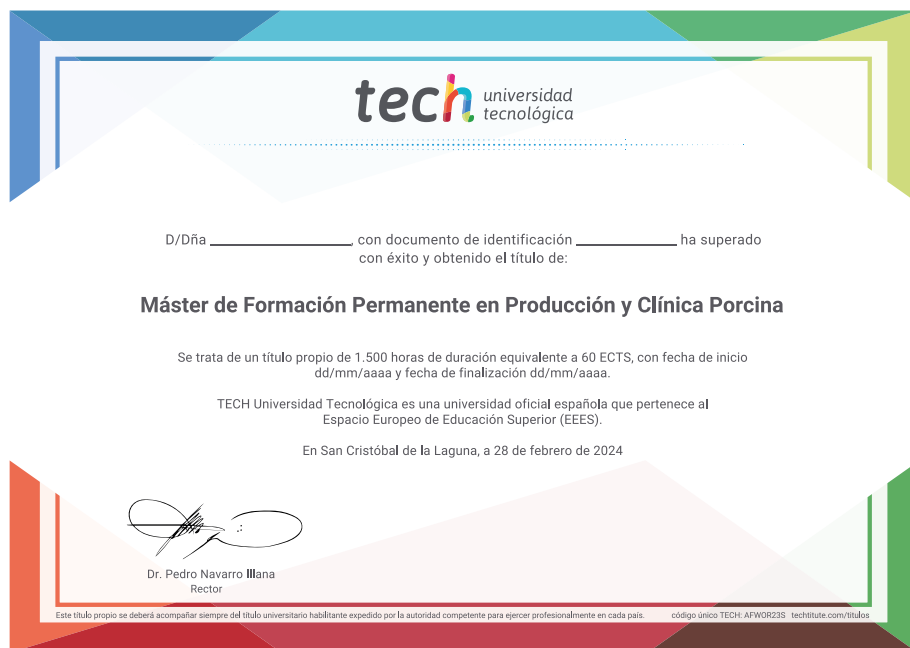 tech universidad
tecnológica
D/Dña ______________, con documento de identificación __________ ha superado
con éxito y obtenido el título de:
Máster de Formación Permanente en Producción y Clínica Porcina
Se trata de un título propio de 1.500 horas de duración equivalente a 60 ECTS, con fecha de inicio
dd/mm/aaaa y fecha de finalización dd/mm/aaaa.
TECH Universidad Tecnológica es una universidad oficial española que pertenece al
Espacio Europeo de Educación Superior (EEES).
En San Cristóbal de la Laguna, a 28 de febrero de 2024
Dr. Pedro Navarro Illana
Rector
Este título propio se deberá acompañar siempre del título universitario habilitante expedido por la autoridad competente para ejercer profesionalmente en cada país. código único TECH: AFWOR23S techtitute.com/titulos